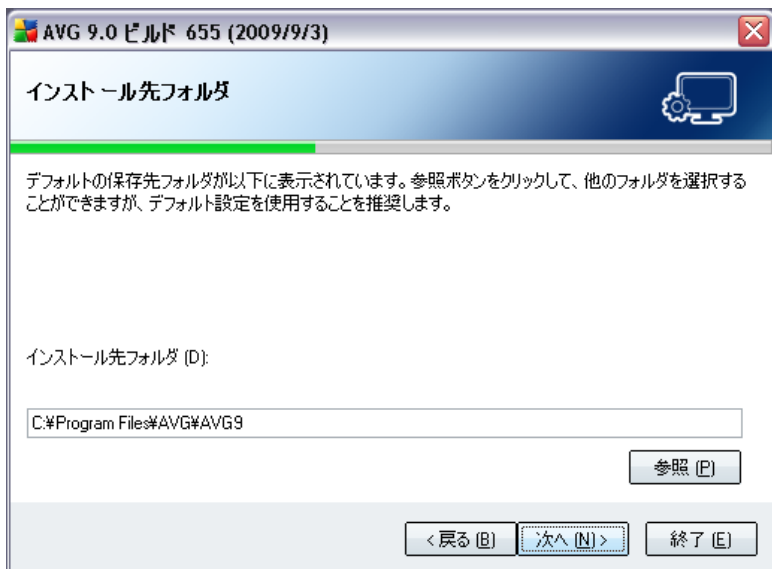 AVG 9.0 ビルド 655 (2009/9/3)
インストール先フォルダ
デフォルトの保存先フォルダが以下に表示されています。参照ボタンをクリックして、他のフォルダを選択する
ことができますが、デフォルト設定を使用することを推奨します。
インストール先フォルダ (D):
C:¥Program Files¥AVG¥AVG9
参照 (P)
< 戻る (B)
次へ (N) >
終了 (E)